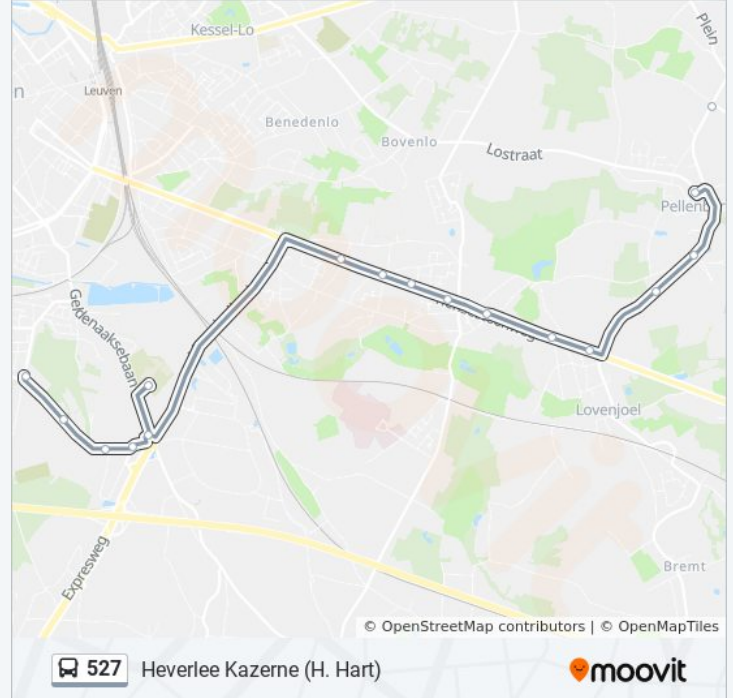 Kessel-Lo
Plein
Leuven
n
Benedenlo
Bovenlo
Lostraat
Pellenb
Geldenaaksebaan
Lovenjoel
Expresweg
Bremt
© OpenStreetMap contributors | © OpenMapTiles
527 Heverlee Kazerne (H. Hart)
moovit